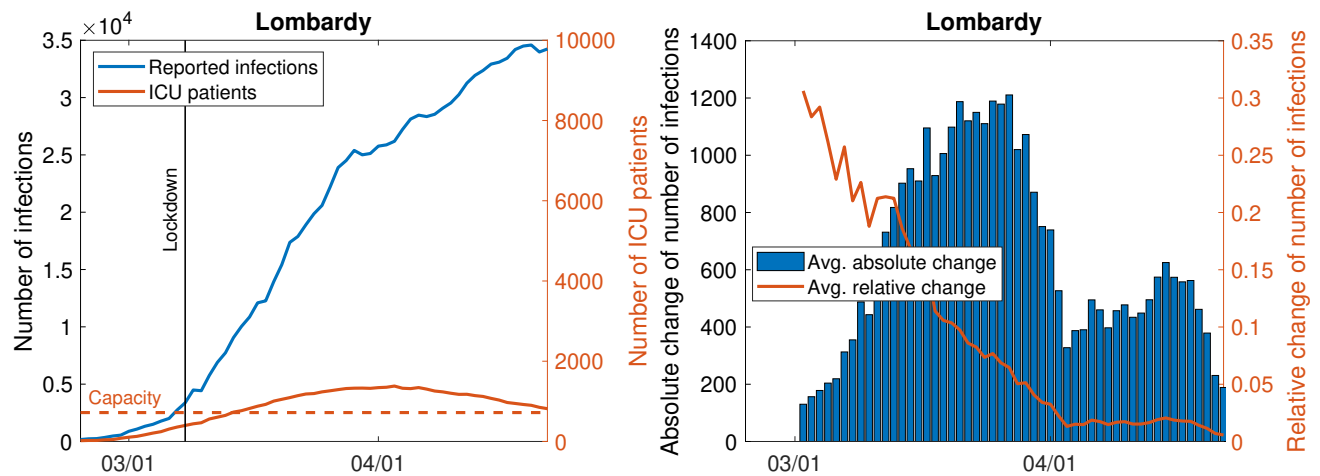 Lombardy
×10^4
Number of infections
3.5
3
2.5
2
1.5
1
0.5
0
Reported infections
ICU patients
Lockdown
Capacity
03/01
04/01
10000
8000
6000
4000
2000
0
Number of ICU patients
Lombardy
Absolute change of number of infections
1400
1200
1000
800
600
400
200
0
Avg. absolute change
Avg. relative change
03/01
04/01
0.35
0.3
0.25
0.2
0.15
0.1
0.05
0
Relative change of number of infections